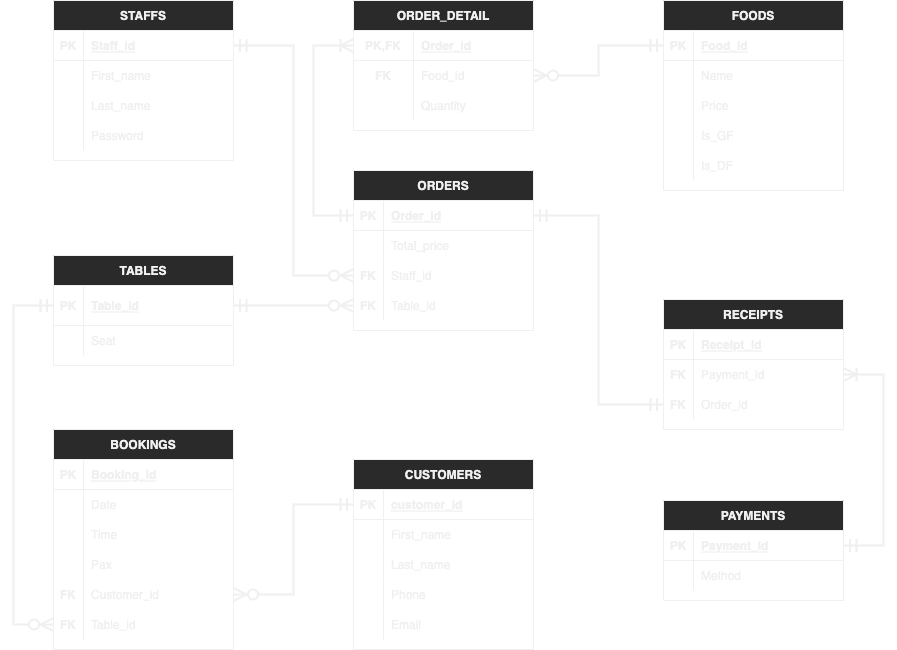 STAFFS
PK Staff_id
First_name
Last_name
Password
ORDER_DETAIL
PK,FK Order_id
FK Food_id
Quantity
FOODS
PK Food_id
Name
Price
Is_GF
Is_DF
ORDERS
PK Order_id
Total_price
FK Staff_id
FK Table_id
TABLES
PK Table_id
Seat
RECEIPTS
PK Receipt_id
FK Payment_id
FK Order_id
BOOKINGS
PK Booking_id
Date
Time
Pax
FK Customer_id
FK Table_id
CUSTOMERS
PK customer_id
First_name
Last_name
Phone
Email
PAYMENTS
PK Payment_id
Method